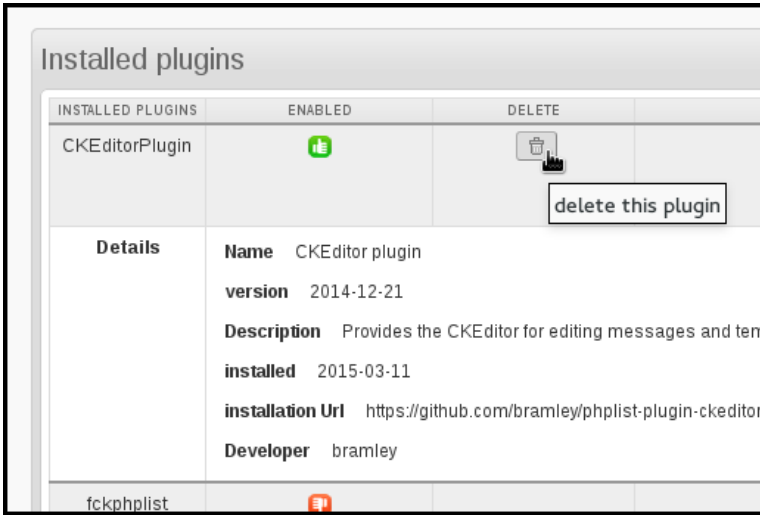 Installed plugins
INSTALLED PLUGINS ENABLED DELETE
CKEditorPlugin
delete this plugin
Details
Name CKEditor plugin
version 2014-12-21
Description Provides the CKEditor for editing messages and
installed 2015-03-11
installation Url https://github.com/bramley/phplist-plugin-ckeditor
Developer bramley
fckphplist